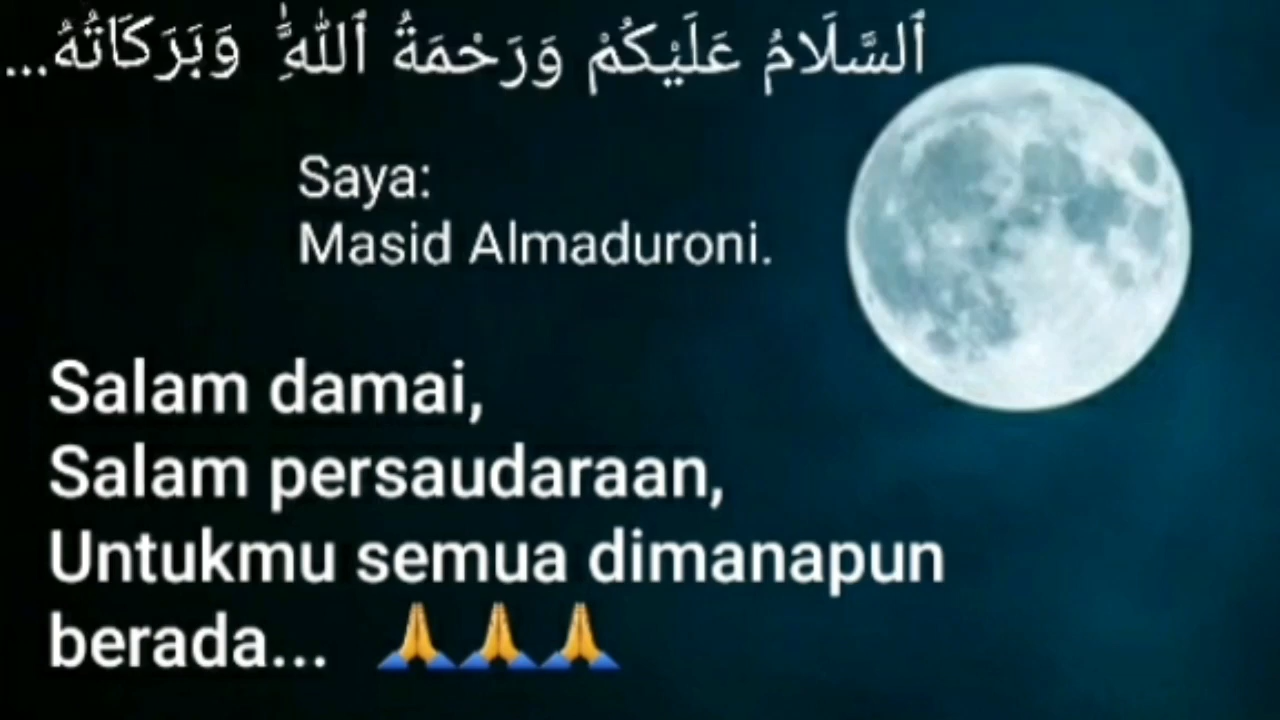 ٱلسَّلَامُ عَلَيْكُمْ وَرَحْمَةُ ٱللهِ وَبَرَكَاتُهُ...
Saya:
Masid Almaduroni.
Salam damai,
Salam persaudaraan,
Untukmu semua dimanapun
berada... 🙏🙏🙏